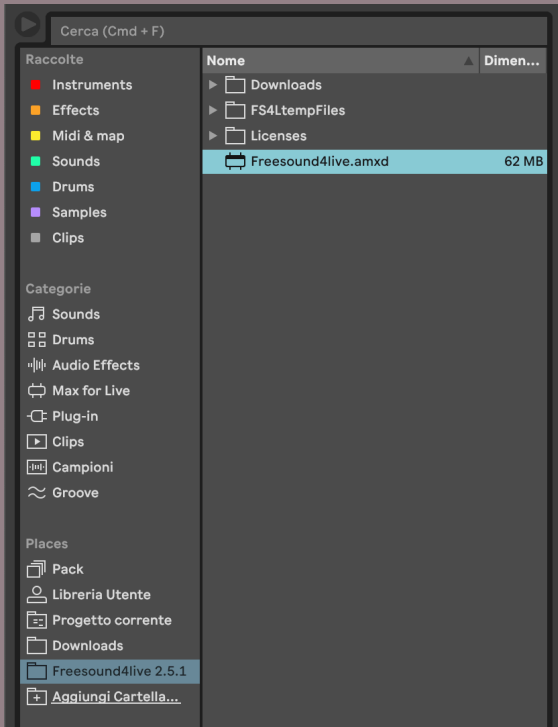 Cerca (Cmd + F)
Raccolte
Instruments
Effects
Midi & map
Sounds
Drums
Samples
Clips
Categorie
Sounds
Drums
Audio Effects
Max for Live
Plug-in
Clips
Campioni
Groove
Places
Pack
Libreria Utente
Progetto corrente
Downloads
Freesound4live 2.5.1
Aggiungi Cartella...
Nome Dimen...
Downloads
FS4LtempFiles
Licenses
Freesound4live.amxd 62 MB